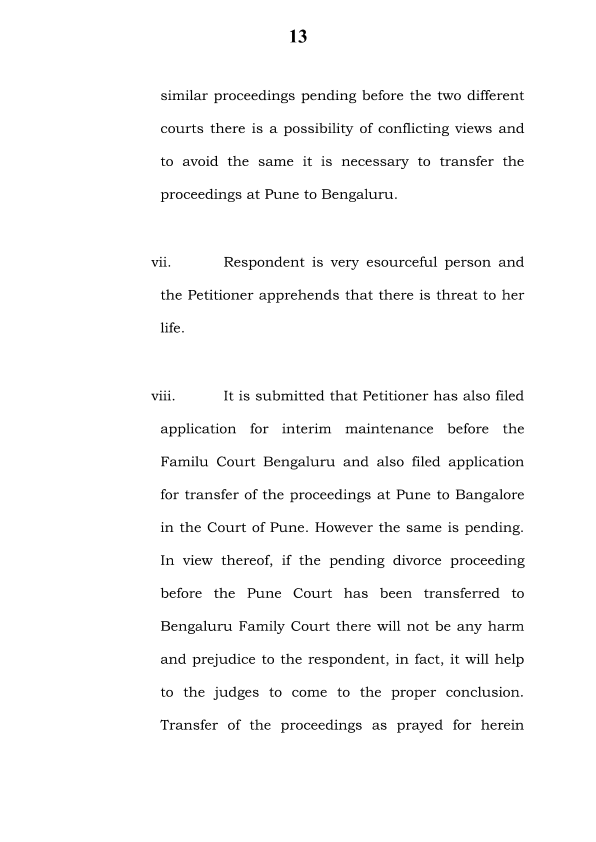 13
similar proceedings pending before the two different
courts there is a possibility of conflicting views and
to avoid the same it is necessary to transfer the
proceedings at Pune to Bengaluru.
vii. Respondent is very esourceful person and
the Petitioner apprehends that there is threat to her
life.
viii. It is submitted that Petitioner has also filed
application for interim maintenance before the
Familu Court Bengaluru and also filed application
for transfer of the proceedings at Pune to Bangalore
in the Court of Pune. However the same is pending.
In view thereof, if the pending divorce proceeding
before the Pune Court has been transferred to
Bengaluru Family Court there will not be any harm
and prejudice to the respondent, in fact, it will help
to the judges to come to the proper conclusion.
Transfer of the proceedings as prayed for herein